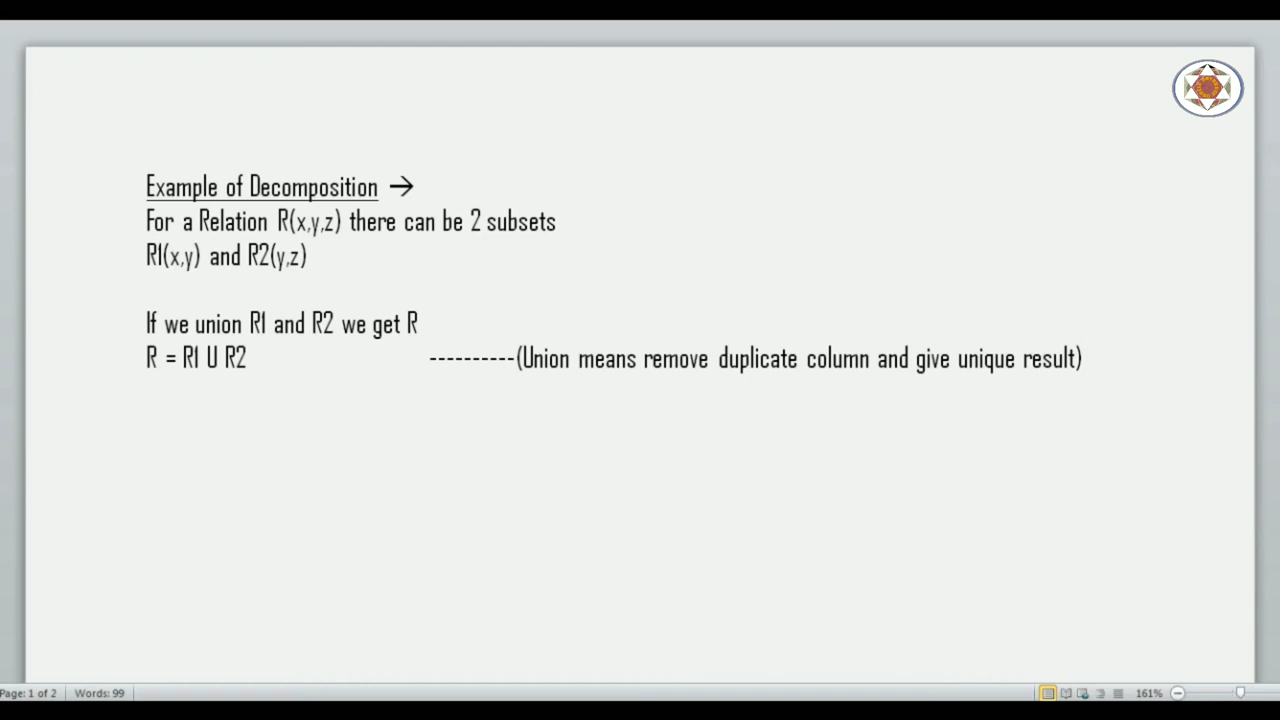 Example of Decomposition →
For a Relation R(x,y,z) there can be 2 subsets
R1(x,y) and R2(y,z)
If we union R1 and R2 we get R
R = R1 U R2 ----------(Union means remove duplicate column and give unique result)
Page: 1 of 2 Words: 99 161%